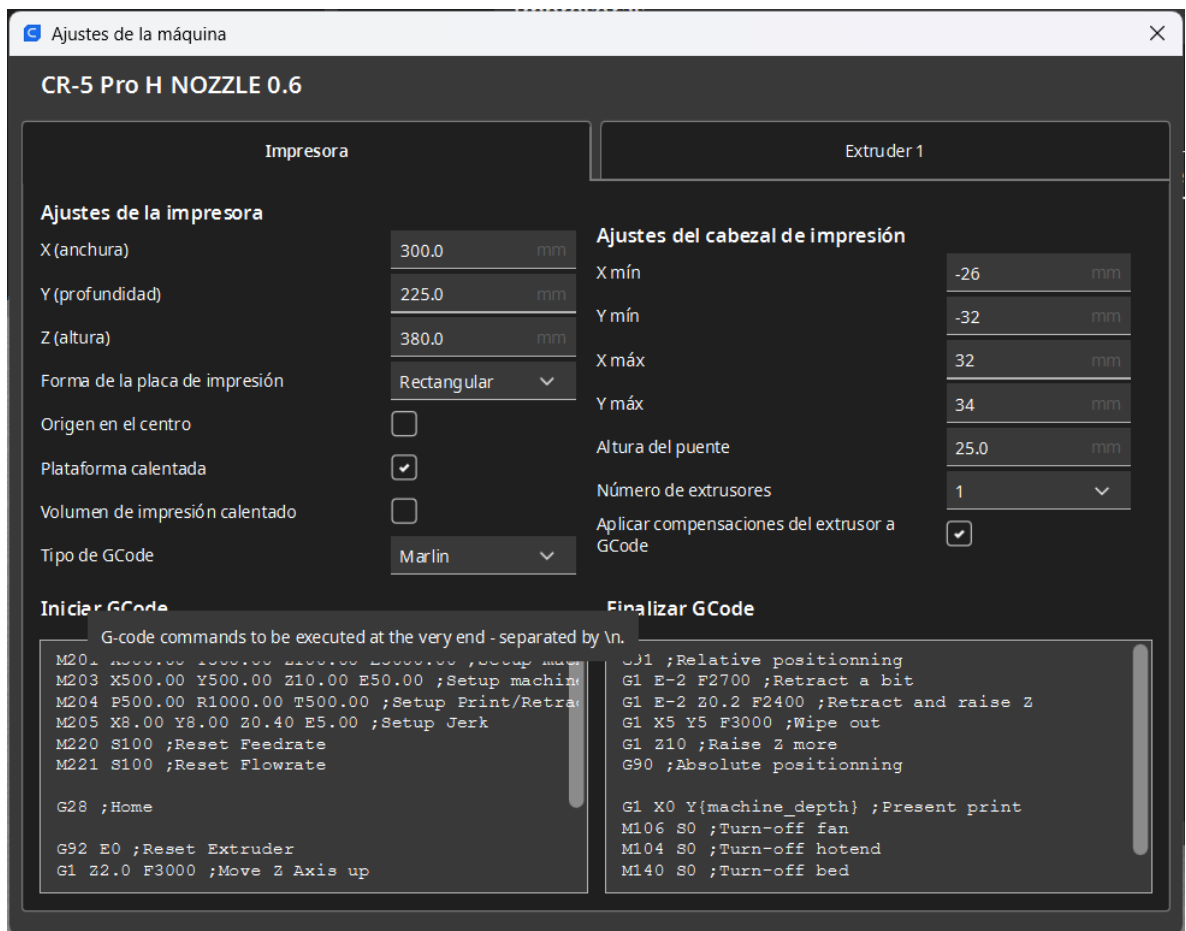 Ajustes de la máquina
CR-5 Pro H NOZZLE 0.6
Impresora
Extruder 1
Ajustes de la impresora
X (anchura) 300.0 mm
Y (profundidad) 225.0 mm
Z (altura) 380.0 mm
Forma de la placa de impresión Rectangular
Origen en el centro
Plataforma calentada
Volumen de impresión calentado
Tipo de GCode Marlin
Ajustes del cabezal de impresión
X mín -26 mm
Y mín -32 mm
X máx 32 mm
Y máx 34 mm
Altura del puente 25.0 mm
Número de extrusores 1
Aplicar compensaciones del extrusor a
GCode
Iniciar GCode
G-code commands to be executed at the very end - separated by \n.
M203 X500.00 Y500.00 Z10.00 E50.00 ;Setup machine
M204 P500.00 R1000.00 T500.00 ;Setup Print/Retra
M205 X8.00 Y8.00 Z0.40 E5.00 ;Setup Jerk
M220 S100 ;Reset Feedrate
M221 S100 ;Reset Flowrate
G28 ;Home
G92 E0 ;Reset Extruder
G1 Z2.0 F3000 ;Move Z Axis up
Finalizar GCode
G91 ;Relative positionning
G1 E-2 F2700 ;Retract a bit
G1 E-2 Z0.2 F2400 ;Retract and raise Z
G1 X5 Y5 F3000 ;Wipe out
G1 Z10 ;Raise Z more
G90 ;Absolute positionning
G1 X0 Y{machine_depth} ;Present print
M106 S0 ;Turn-off fan
M104 S0 ;Turn-off hotend
M140 S0 ;Turn-off bed